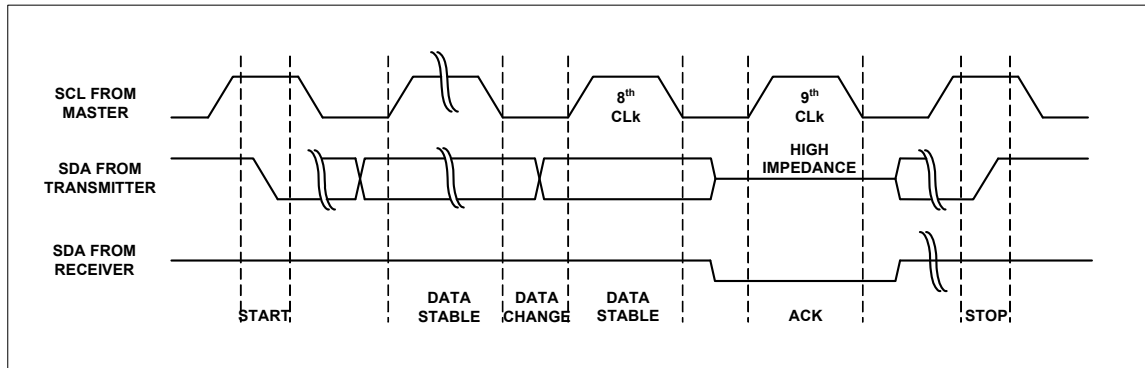 SCL FROM
MASTER
8th
CLk
9th
CLk
SDA FROM
TRANSMITTER
HIGH
IMPEDANCE
SDA FROM
RECEIVER
START
DATA
STABLE
DATA
CHANGE
DATA
STABLE
ACK
STOP